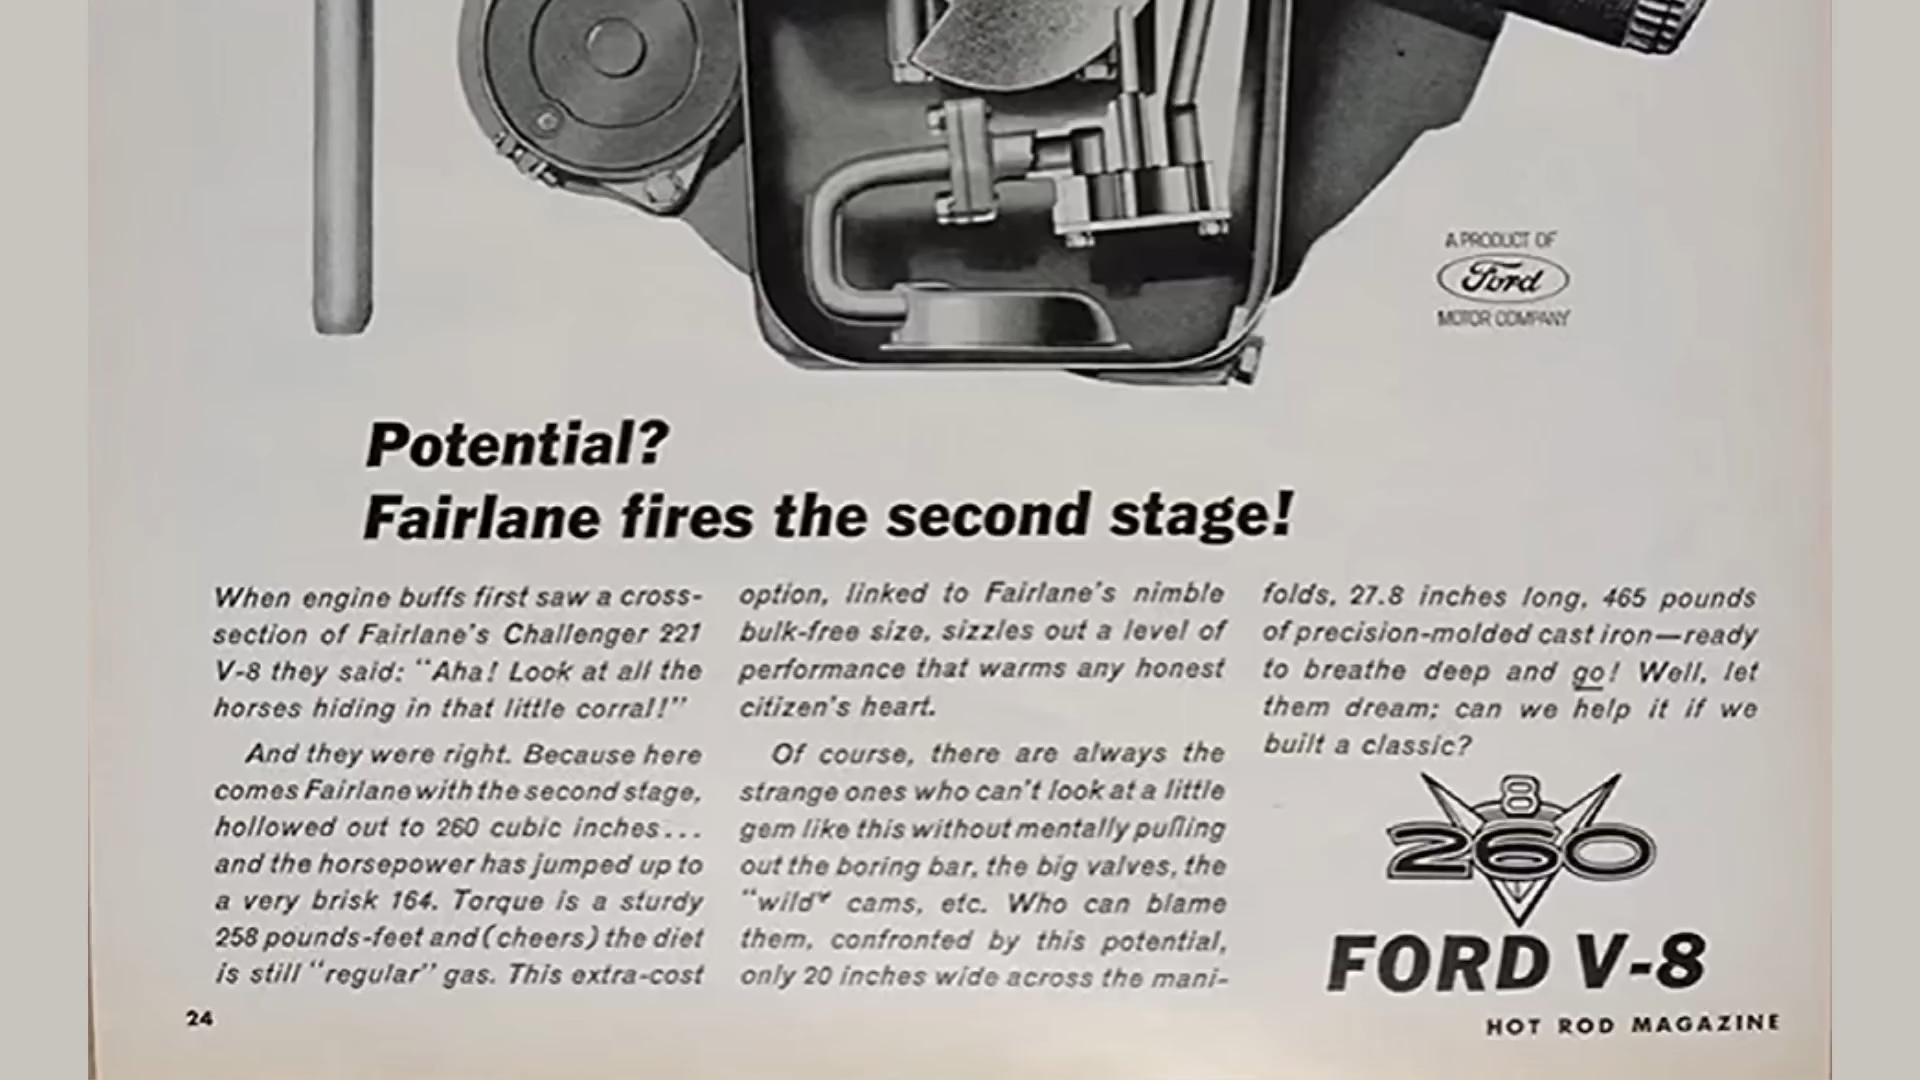 A PRODUCT OF
Ford
MOTOR COMPANY
Potential?
Fairlane fires the second stage!
When engine buffs first saw a cross-
section of Fairlane's Challenger 221
V-8 they said: "Aha! Look at all the
horses hiding in that little corral!"
And they were right. Because here
comes Fairlane with the second stage,
hollowed out to 260 cubic inches...
and the horsepower has jumped up to
a very brisk 164. Torque is a sturdy
258 pounds-feet and (cheers) the diet
is still "regular" gas. This extra-cost
option, linked to Fairlane's nimble
bulk-free size, sizzles out a level of
performance that warms any honest
citizen's heart.
Of course, there are always the
strange ones who can't look at a little
gem like this without mentally pulling
out the boring bar, the big valves, the
"wild" cams, etc. Who can blame
them, confronted by this potential,
only 20 inches wide across the mani-
folds, 27.8 inches long, 465 pounds
of precision-molded cast iron—ready
to breathe deep and go! Well, let
them dream; can we help it if we
built a classic?
8
260
FORD V-8
24
HOT ROD MAGAZINE